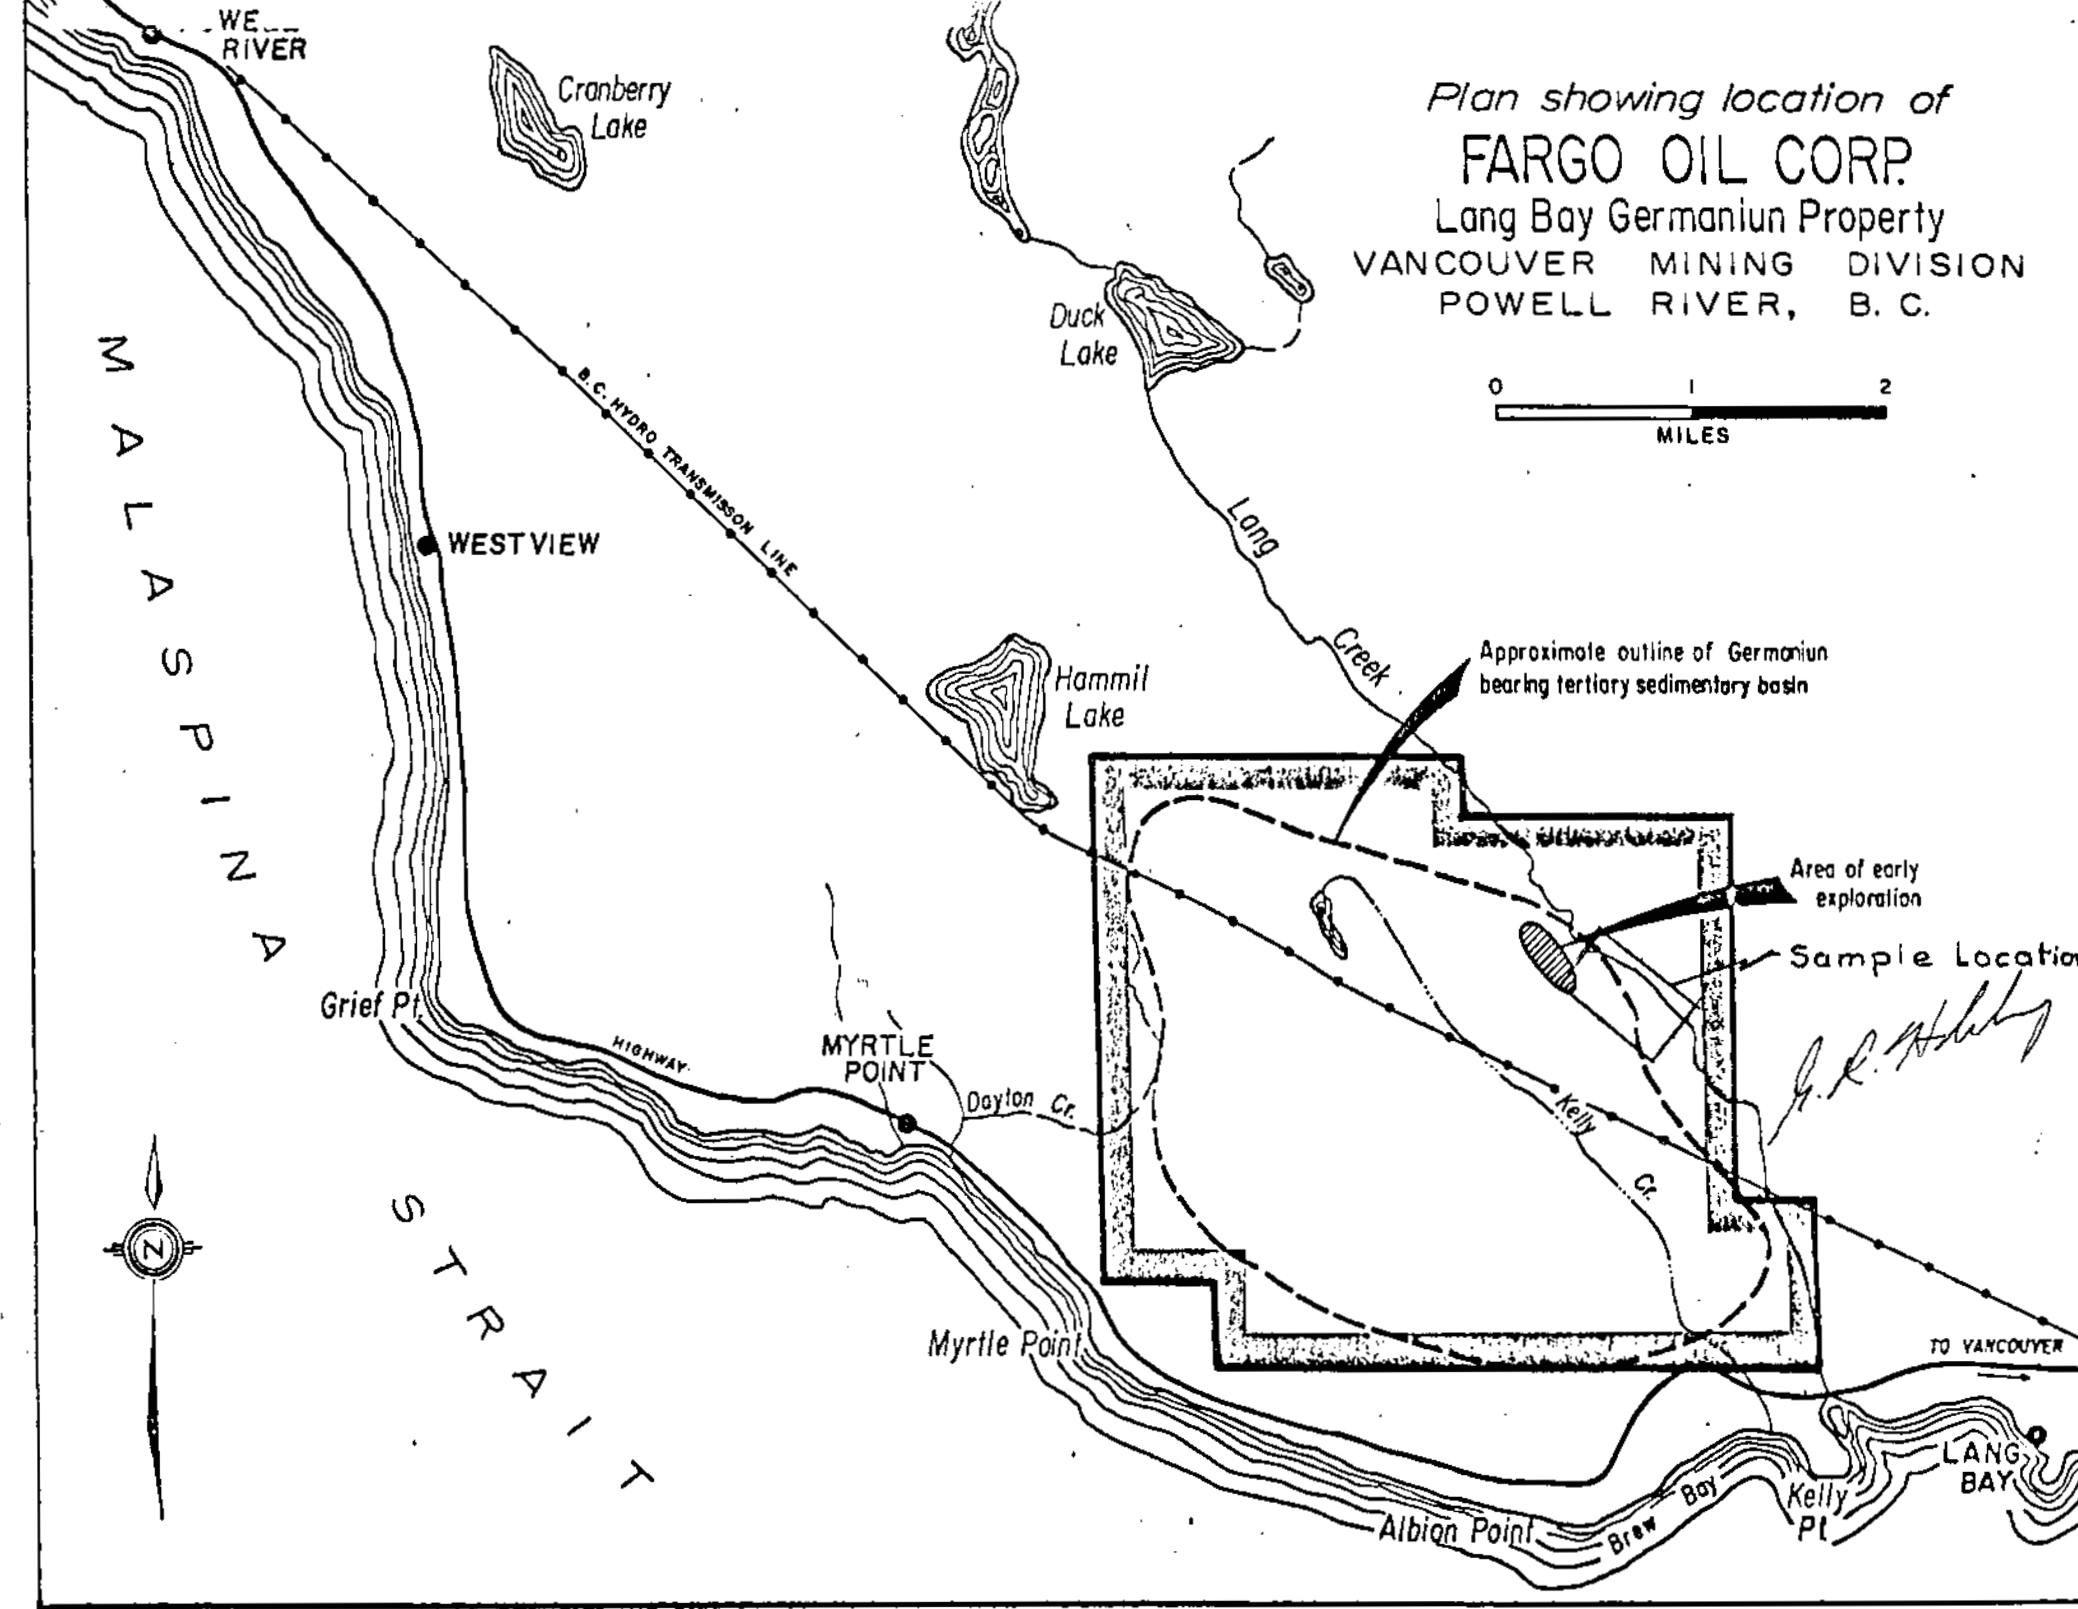 WE
RIVER
Cranberry
Lake
Plan showing location of
FARGO OIL CORP.
Lang Bay Germaniun Property
VANCOUVER MINING DIVISION
POWELL RIVER, B. C.
Duck
Lake
0 1 2
MILES
B.C. HYDRO TRANSMISSON LINE
WESTVIEW
Lang
Creek
MALASPINA
STRAIT
Hammil
Lake
Approximate outline of Germaniun
bearing tertiary sedimentary basin
Area of early
exploration
Sample Location
Grief Pt.
HIGHWAY
MYRTLE
POINT
Dayton Cr.
Kelly
Cr.
N
Myrtle Point
TO VANCOUVER
LANG
BAY
Kelly
Pt
Brew Bay
Albion Point